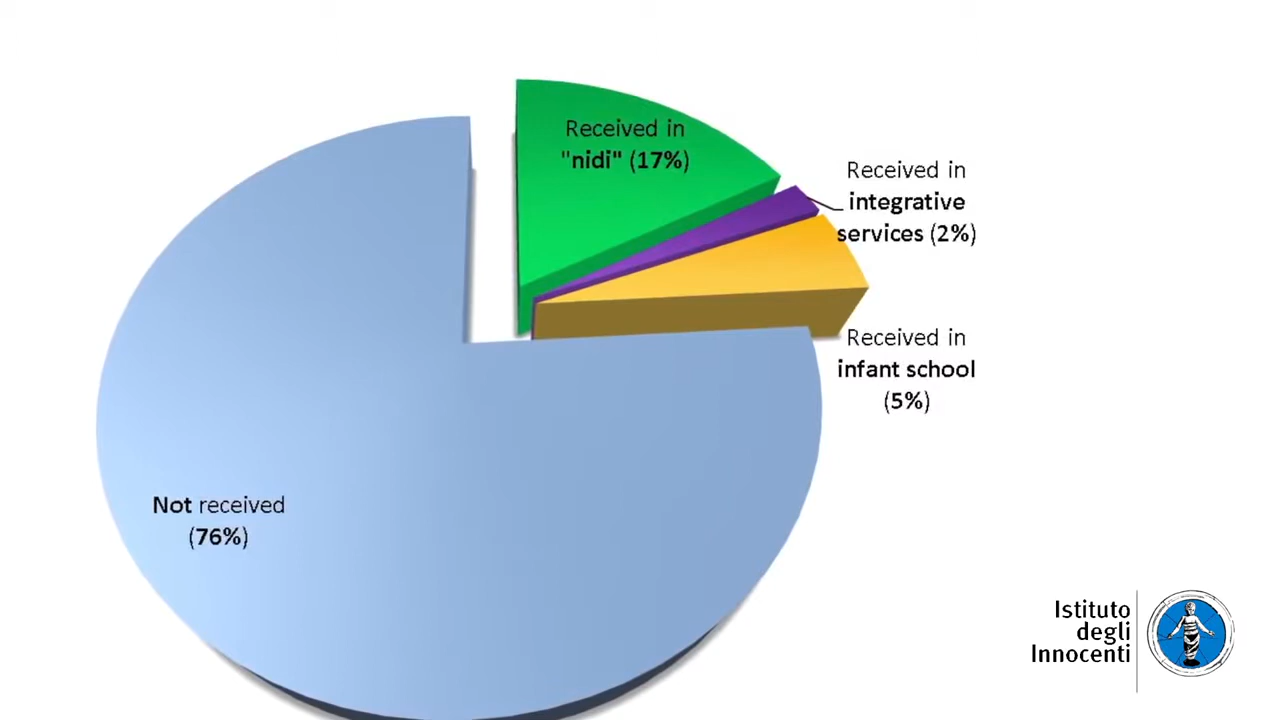 Received in
"nidi" (17%)
Received in
integrative
services (2%)
Received in
infant school
(5%)
Not received
(76%)
Istituto
degli
Innocenti